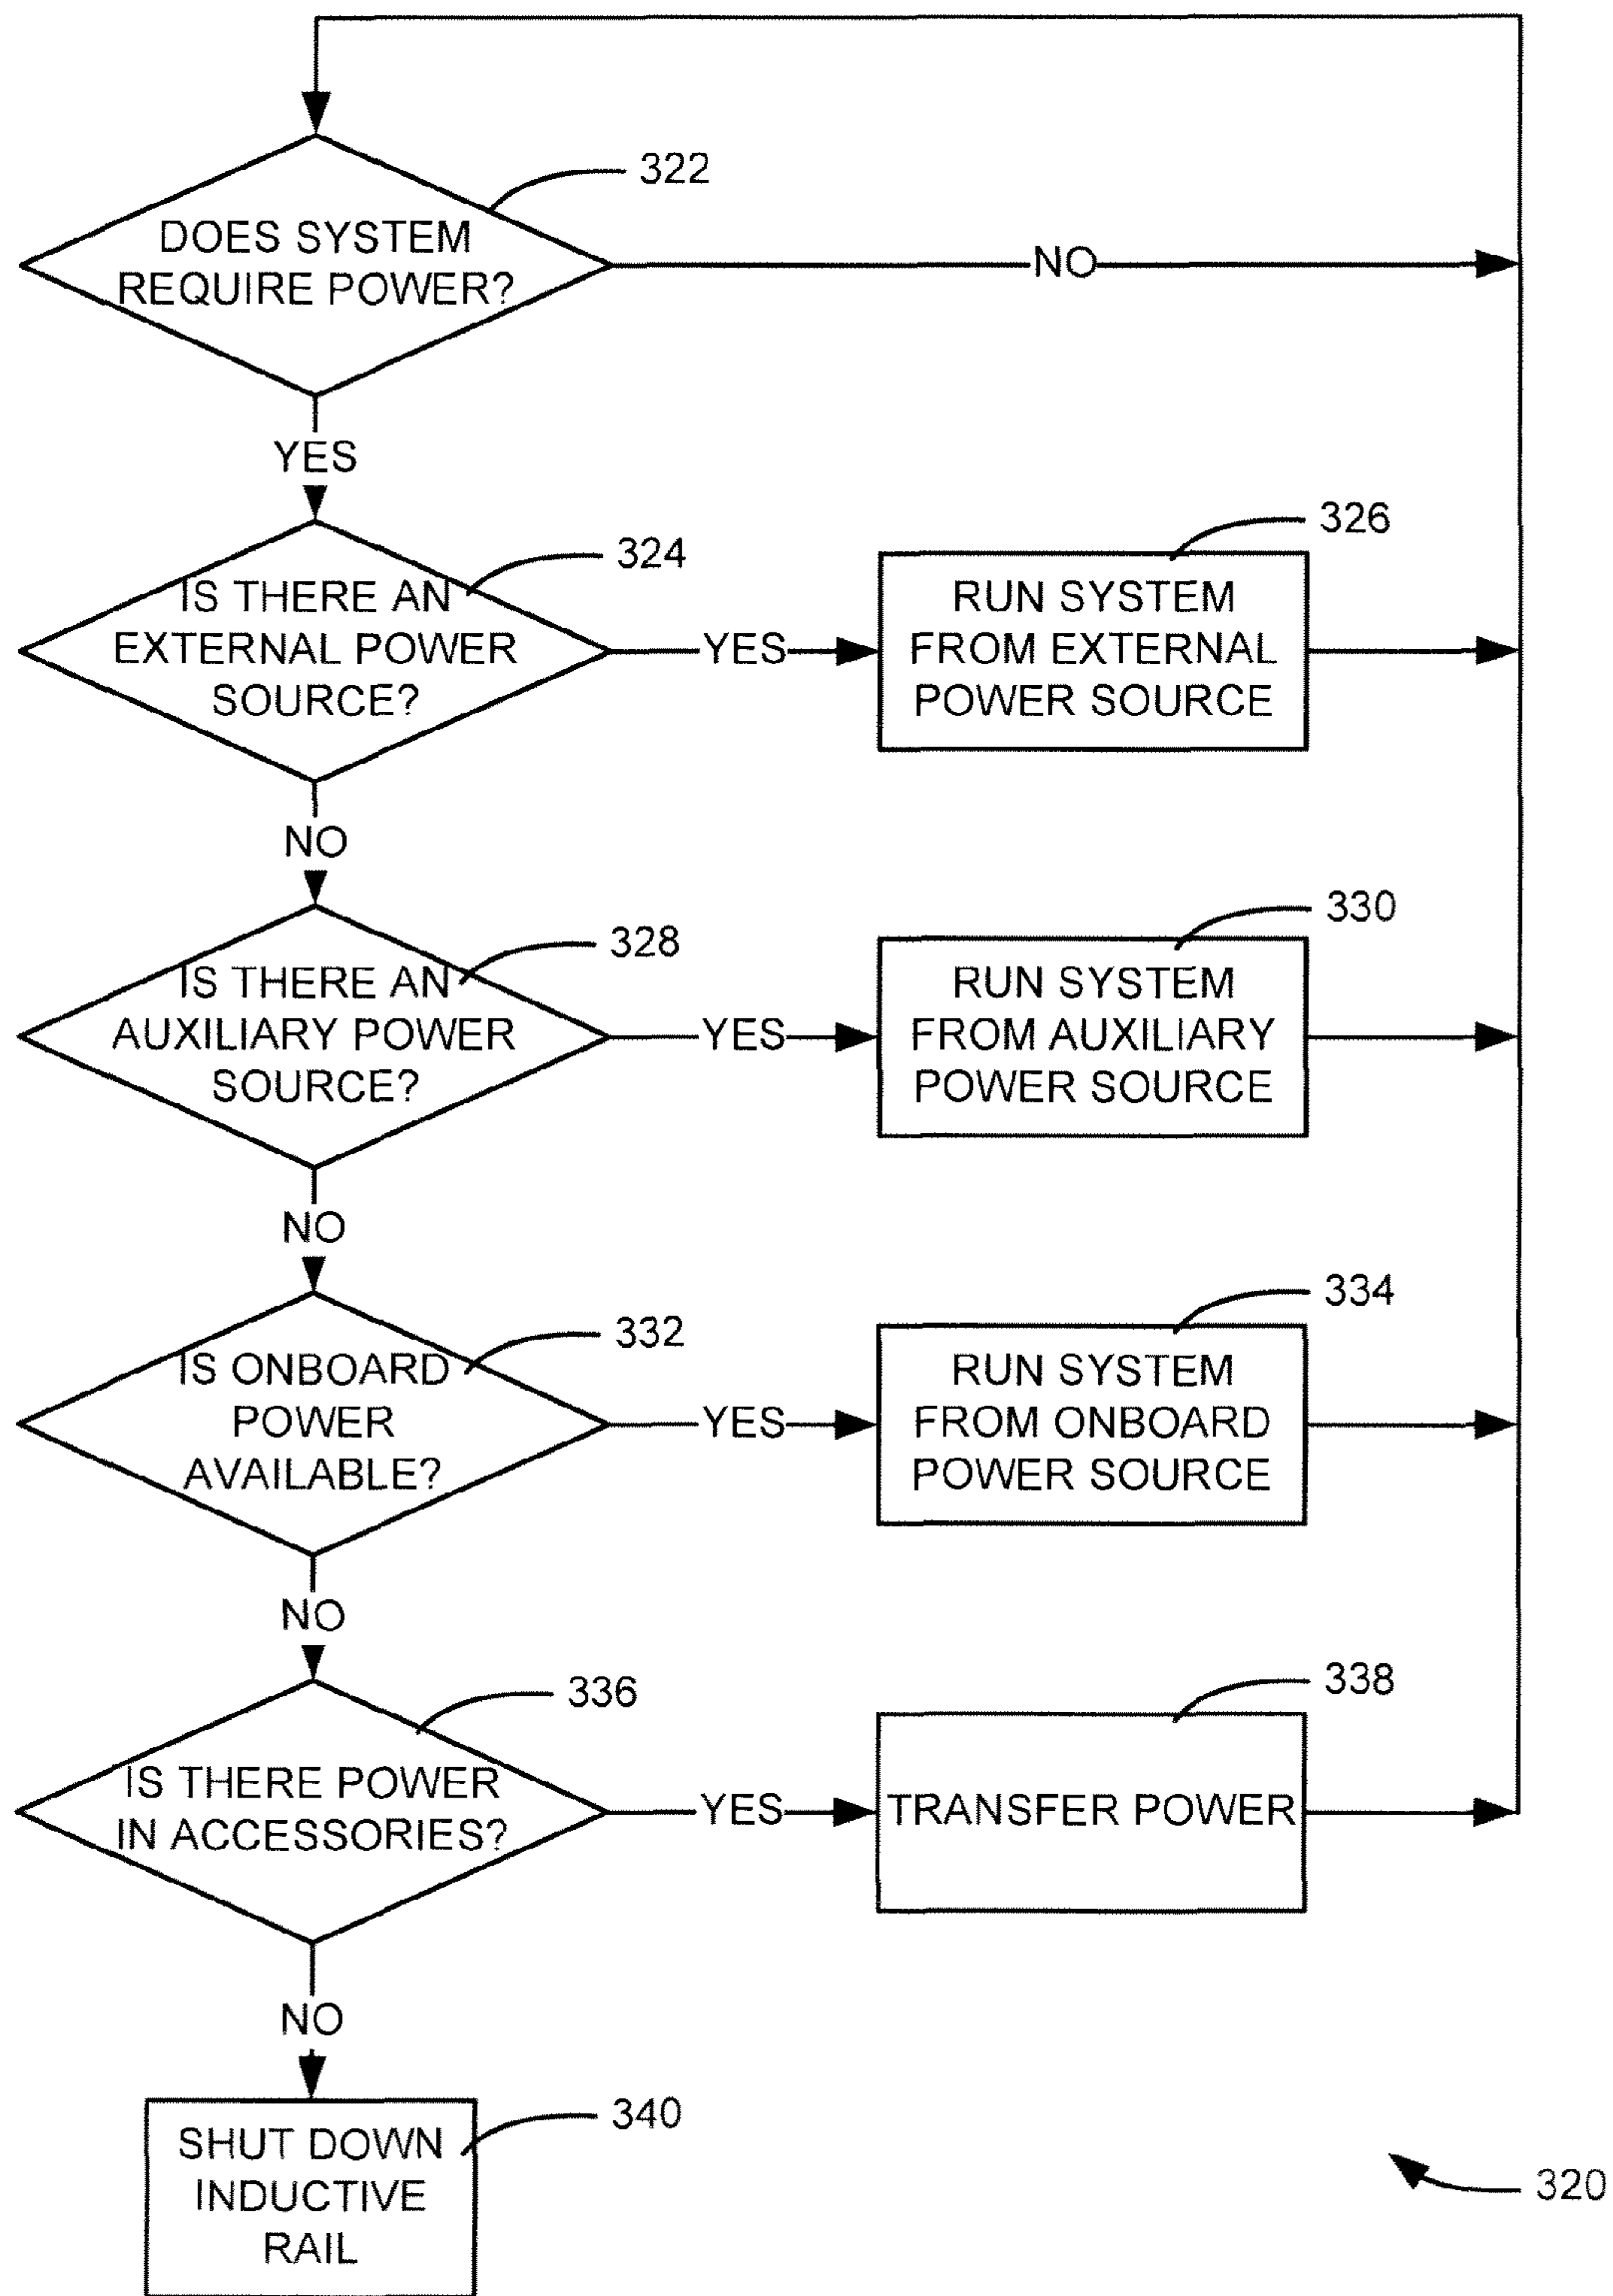 322
DOES SYSTEM
REQUIRE POWER?
NO
YES
324
IS THERE AN
EXTERNAL POWER
SOURCE?
YES
326
RUN SYSTEM
FROM EXTERNAL
POWER SOURCE
NO
328
IS THERE AN
AUXILIARY POWER
SOURCE?
YES
330
RUN SYSTEM
FROM AUXILIARY
POWER SOURCE
NO
332
IS ONBOARD
POWER
AVAILABLE?
YES
334
RUN SYSTEM
FROM ONBOARD
POWER SOURCE
NO
336
IS THERE POWER
IN ACCESSORIES?
YES
338
TRANSFER POWER
NO
340
SHUT DOWN
INDUCTIVE
RAIL
320